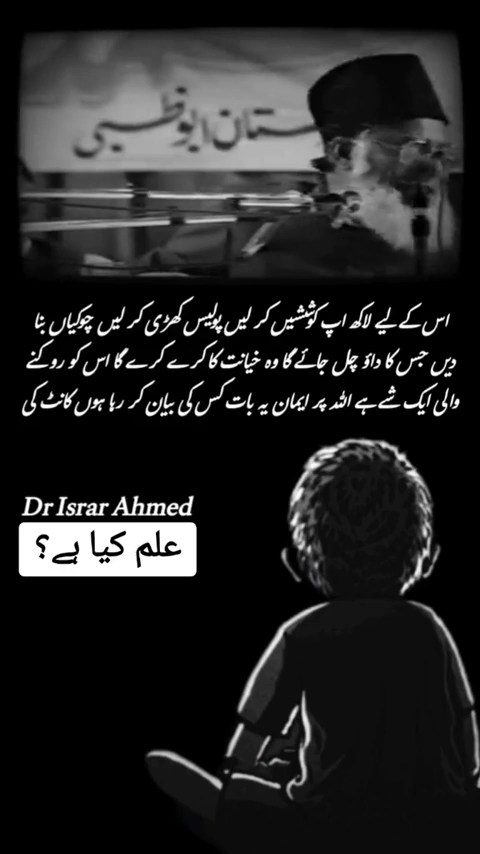 ستان ابوظبی
اس کے لیے لاکھ اپ کوششیں کر لیں پولیس کھڑی کر لیں چوکیاں بنا
دیں جس کا داؤ چل جائے گا وہ خیانت کا کرے کرے گا اس کو روکنے
والی ایک شے ہے اللہ پر ایمان یہ بات کس کی بیان کر رہا ہوں کانٹ کی
Dr Israr Ahmed
علم کیا ہے؟